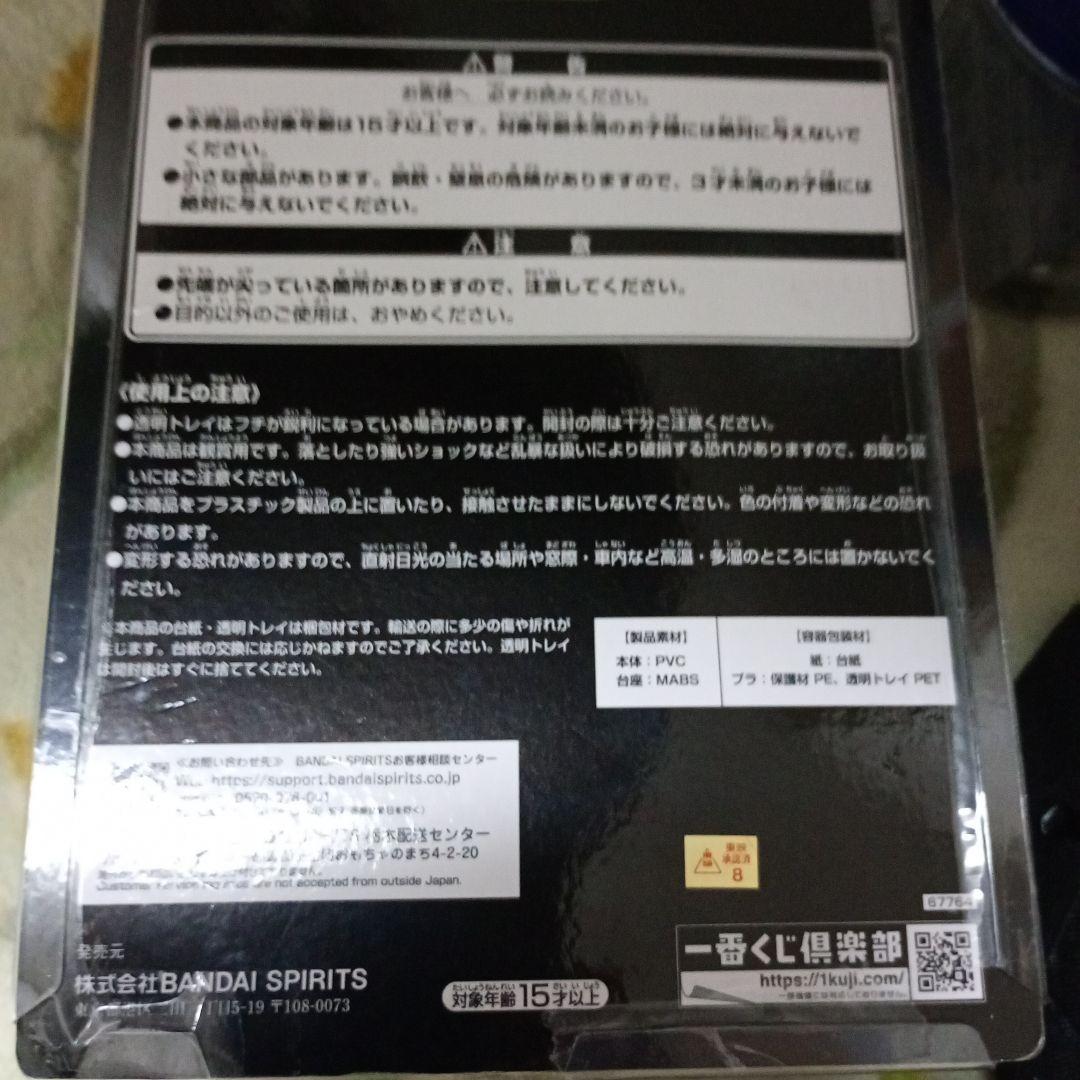 ⚠警 告
お客様へ 必ずお読みください。
●本商品の対象年齢は15才以上です。対象年齢未満のお子様には絶対に与えないで
ください。
●小さな部品があります。誤飲・窒息の危険がありますので、3才未満のお子様には
絶対に与えないでください。
⚠注 意
●先端が尖っている箇所がありますので、注意してください。
●目的以外のご使用は、おやめください。
《使用上の注意》
●透明トレイはフチが鋭利になっている場合があります。開封の際は十分ご注意ください。
●本商品は観賞用です。落としたり強いショックなど乱暴な扱いにより破損する恐れがありますので、お取り扱
いにはご注意ください。
●本商品をプラスチック製品の上に置いたり、接触させたままにしないでください。色の付着や変形などの恐れ
があります。
●変形する恐れがありますので、直射日光の当たる場所や窓際・車内など高温・多湿のところには置かないでく
ださい。
本商品の台紙・透明トレイは梱包材です。輸送の際に多少の傷や折れが
生じます。台紙の交換には応じかねますのでご了承ください。透明トレイ
は開封後はすぐに捨ててください。
【製品素材】
本体：PVC
台座：MABS
【容器包装材】
紙：台紙
プラ：保護材 PE、透明トレイ PET
≪お問い合わせ先≫ BANDAI SPIRITSお客様相談センター
https://support.bandaispirits.co.jp
栃木配送センター
おもちゃのまち4-2-20
Customer service are not accepted from outside Japan.
東映
承認済
8
67764
発売元
株式会社BANDAI SPIRITS
5-19 〒108-0073
対象年齢15才以上
一番くじ倶楽部
https://1kuji.com/